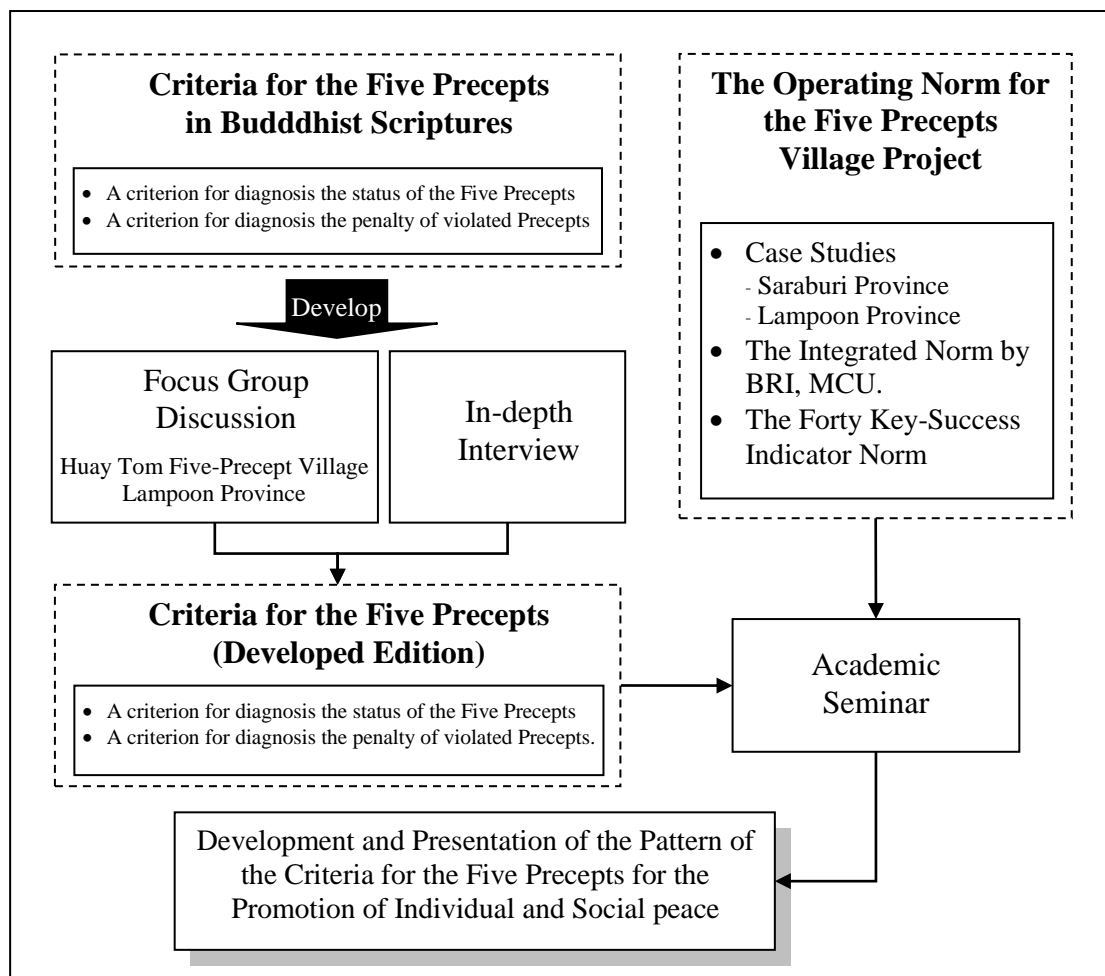 Criteria for the Five Precepts
in Budddhist Scriptures
• A criterion for diagnosis the status of the Five Precepts
• A criterion for diagnosis the penalty of violated Precepts
Develop
Focus Group
Discussion
Huay Tom Five-Precept Village
Lampoon Province
In-depth
Interview
Criteria for the Five Precepts
(Developed Edition)
• A criterion for diagnosis the status of the Five Precepts
• A criterion for diagnosis the penalty of violated Precepts.
The Operating Norm for
the Five Precepts
Village Project
• Case Studies
- Saraburi Province
- Lampoon Province
• The Integrated Norm by
BRI, MCU.
• The Forty Key-Success
Indicator Norm
Academic
Seminar
Development and Presentation of the Pattern of
the Criteria for the Five Precepts for the
Promotion of Individual and Social peace